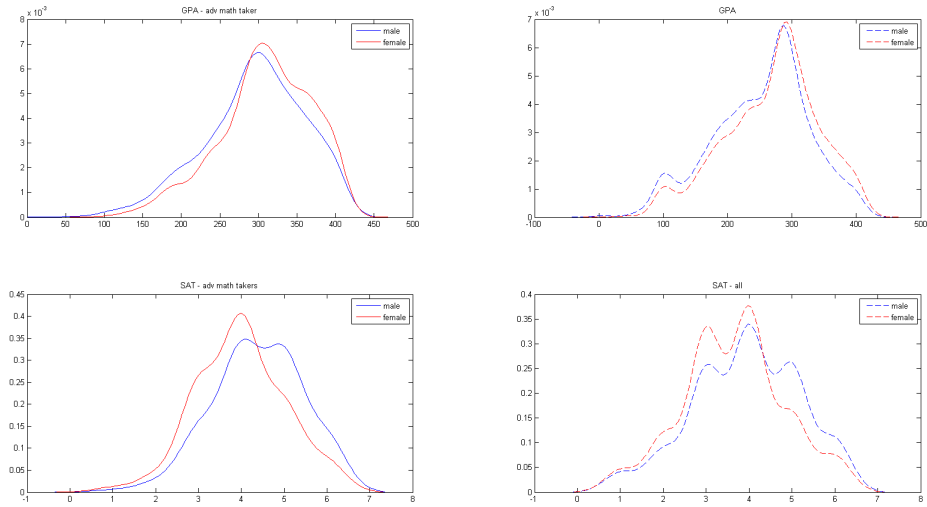 GPA - adv math taker
x 10^-3
8
7
6
5
4
3
2
1
0
0 50 100 150 200 250 300 350 400 450 500
male
female
GPA
x 10^-3
7
6
5
4
3
2
1
0
-100 0 100 200 300 400 500
male
female
SAT - adv math takers
0.45
0.4
0.35
0.3
0.25
0.2
0.15
0.1
0.05
0
-1 0 1 2 3 4 5 6 7 8
male
female
SAT - all
0.4
0.35
0.3
0.25
0.2
0.15
0.1
0.05
0
-1 0 1 2 3 4 5 6 7 8
male
female